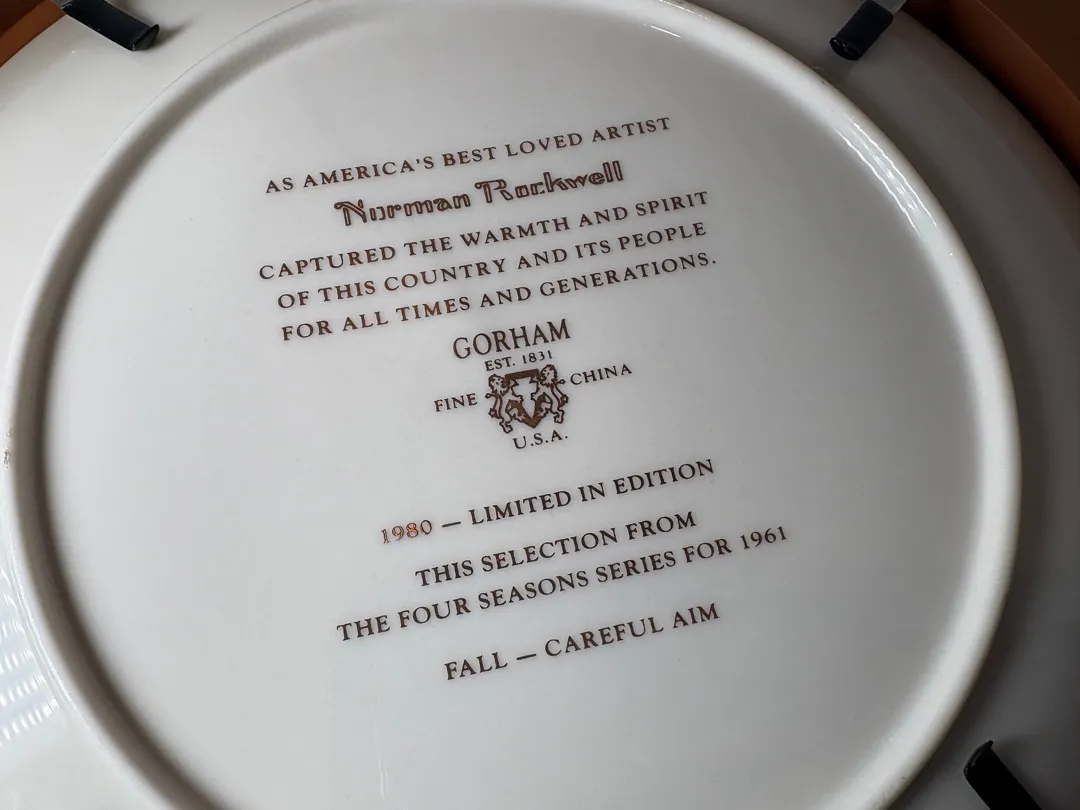 AS AMERICA'S BEST LOVED ARTIST
Norman Rockwell
CAPTURED THE WARMTH AND SPIRIT
OF THIS COUNTRY AND ITS PEOPLE
FOR ALL TIMES AND GENERATIONS.
GORHAM
EST. 1831
FINE CHINA
U.S.A.
1980 — LIMITED IN EDITION
THIS SELECTION FROM
THE FOUR SEASONS SERIES FOR 1961
FALL — CAREFUL AIM